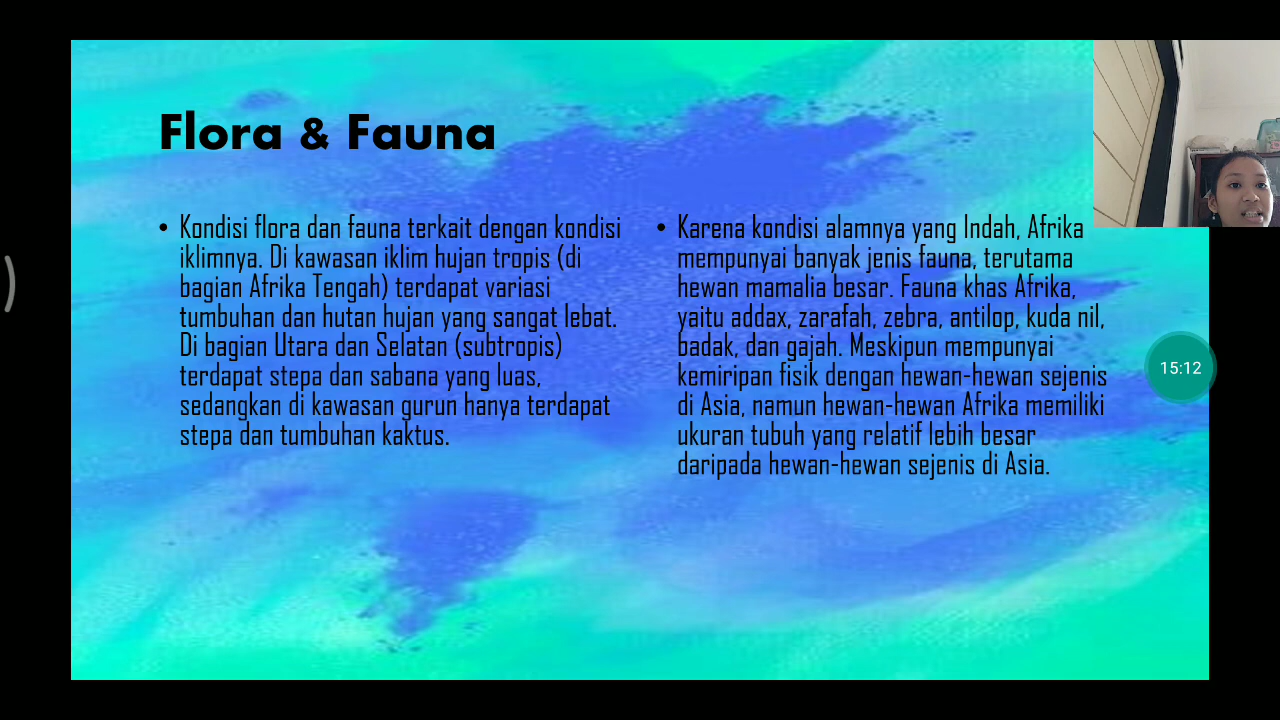 Flora & Fauna
• Kondisi flora dan fauna terkait dengan kondisi
iklimnya. Di kawasan iklim hujan tropis (di
bagian Afrika Tengah) terdapat variasi
tumbuhan dan hutan hujan yang sangat lebat.
Di bagian Utara dan Selatan (subtropis)
terdapat stepa dan sabana yang luas,
sedangkan di kawasan gurun hanya terdapat
stepa dan tumbuhan kaktus.
• Karena kondisi alamnya yang Indah, Afrika
mempunyai banyak jenis fauna, terutama
hewan mamalia besar. Fauna khas Afrika,
yaitu addax, zarafah, zebra, antilop, kuda nil,
badak, dan gajah. Meskipun mempunyai
kemiripan fisik dengan hewan-hewan sejenis
di Asia, namun hewan-hewan Afrika memiliki
ukuran tubuh yang relatif lebih besar
daripada hewan-hewan sejenis di Asia.
15:12